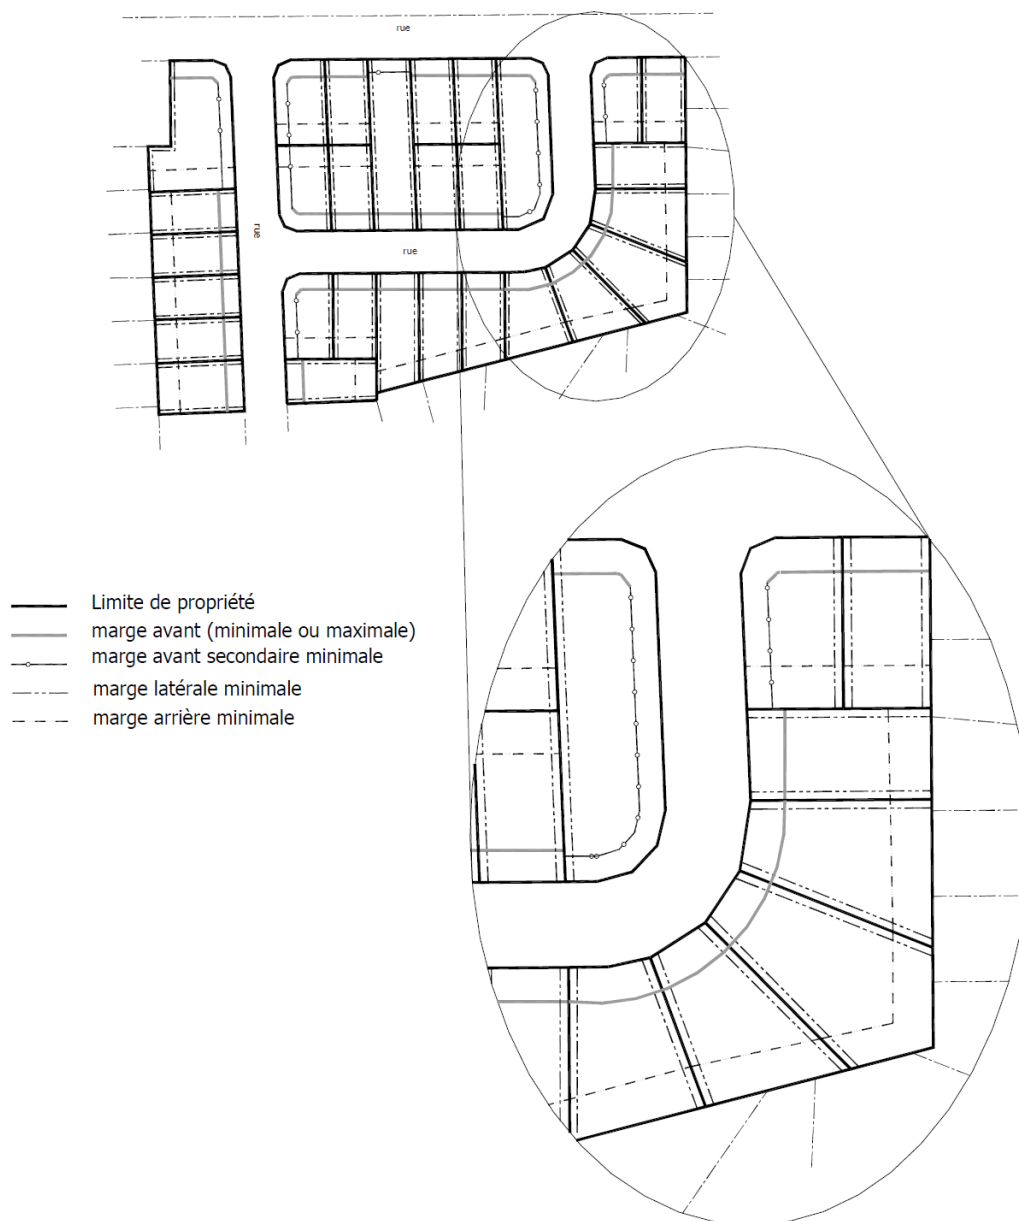 rue
rue
rue
Limite de propriété
marge avant (minimale ou maximale)
marge avant secondaire minimale
marge latérale minimale
marge arrière minimale